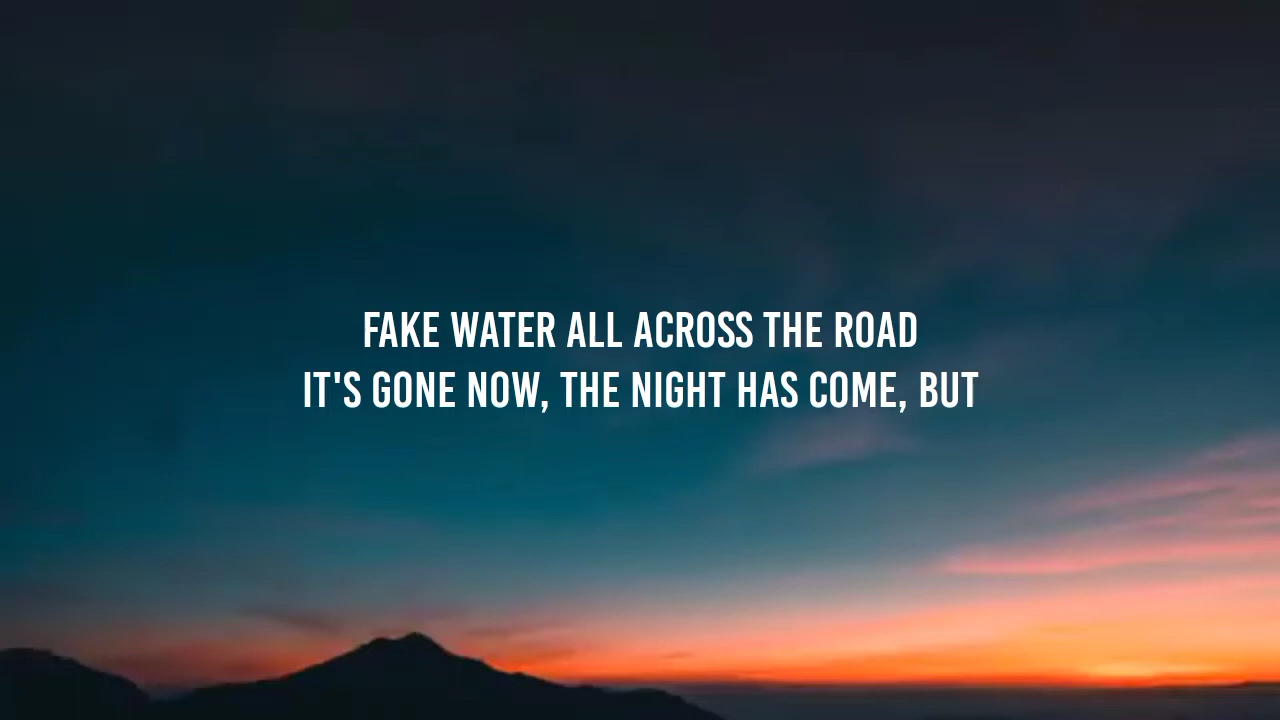 FAKE WATER ALL ACROSS THE ROAD
IT'S GONE NOW, THE NIGHT HAS COME, BUT